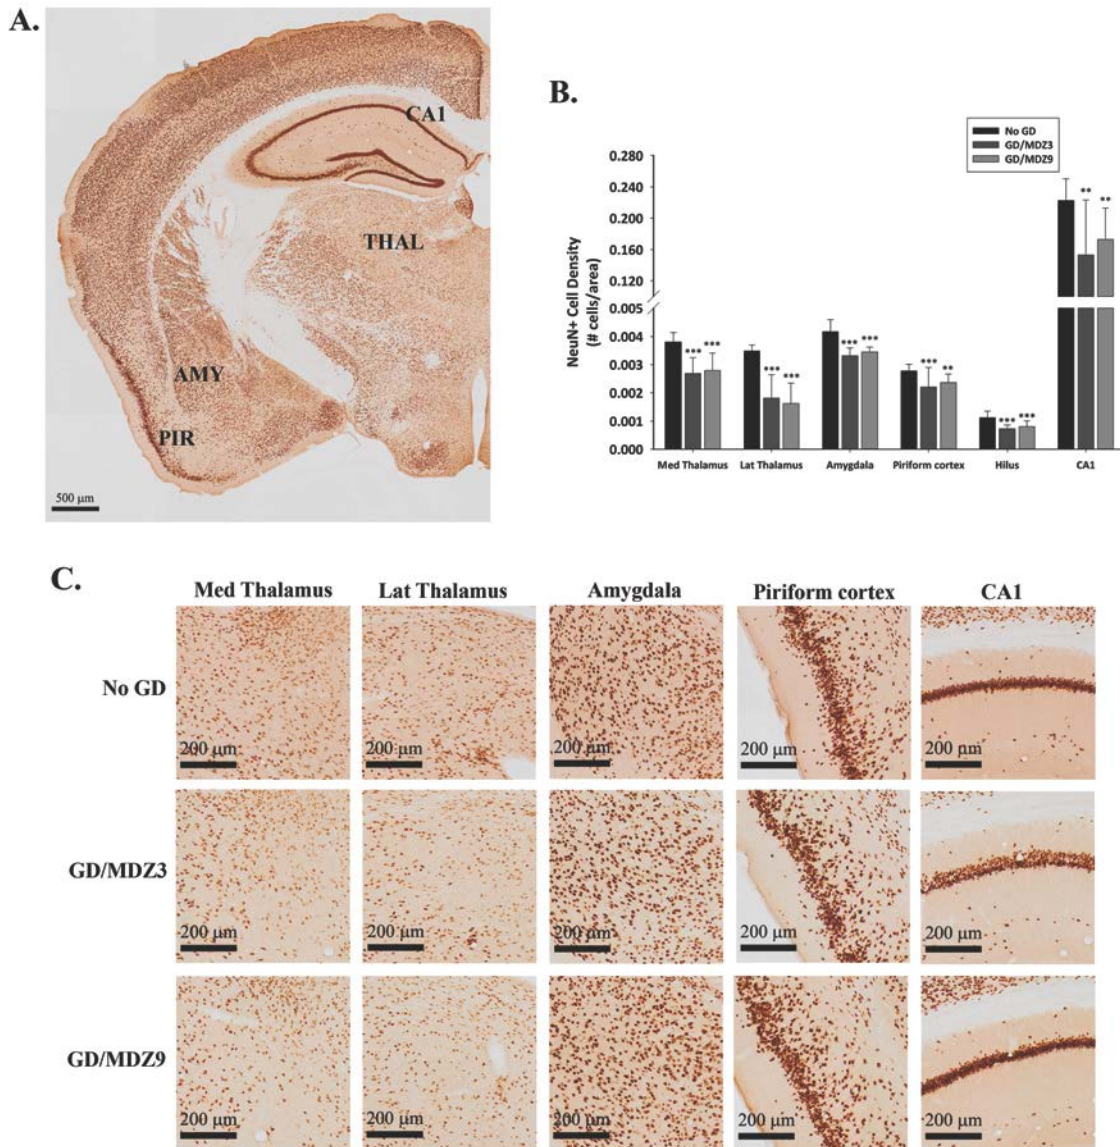 A.
CA1
THAL
AMY
PIR
500 µm
B.
No GD
GD/MDZ3
GD/MDZ9
NeuN+ Cell Density
(# cells/area)
0.280
0.240
0.200
0.160
0.120
0.005
0.004
0.003
0.002
0.001
0.000
*** ***
*** ***
*** ***
*** **
*** ***
** **
Med Thalamus Lat Thalamus Amygdala Piriform cortex Hilus CA1
C.
Med Thalamus Lat Thalamus Amygdala Piriform cortex CA1
No GD
200 µm 200 µm 200 µm 200 µm 200 µm
GD/MDZ3
200 µm 200 µm 200 µm 200 µm 200 µm
GD/MDZ9
200 µm 200 µm 200 µm 200 µm 200 µm